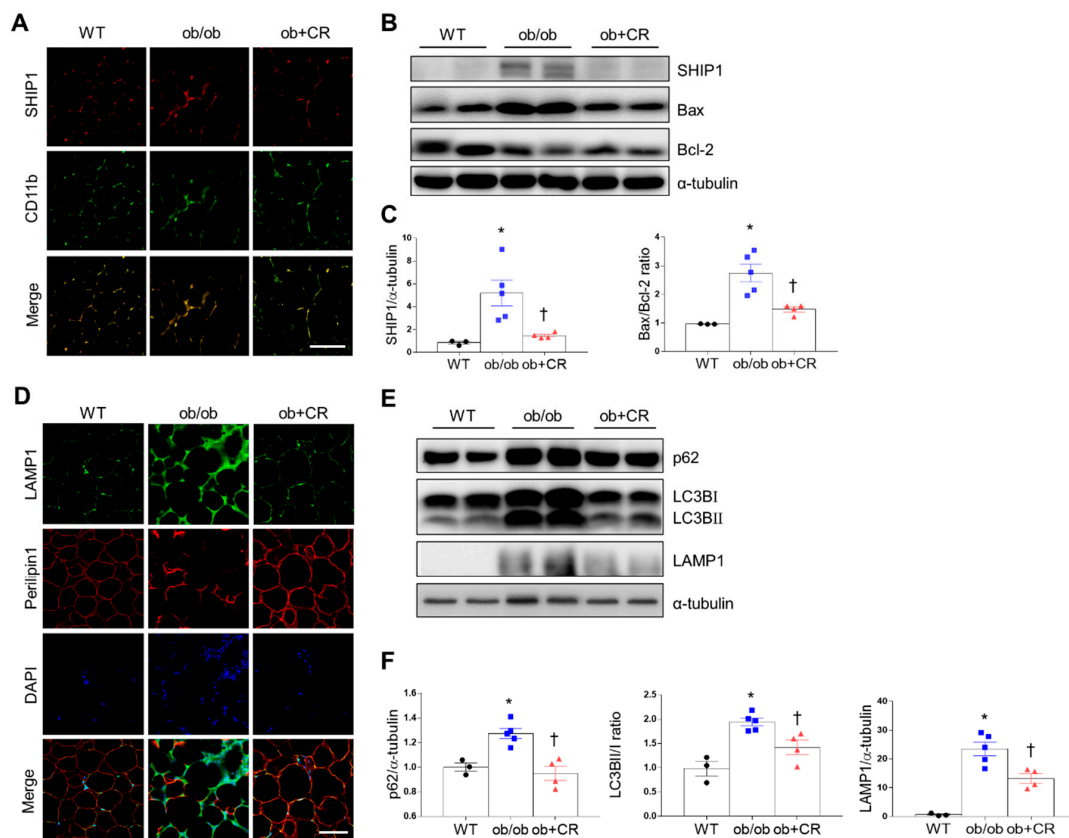 A
WT ob/ob ob+CR
SHIP1
CD11b
Merge
B
WT ob/ob ob+CR
SHIP1
Bax
Bcl-2
α-tubulin
C
SHIP1/α-tubulin
10
8
6
4
2
0
*
†
WT ob/ob ob+CR
Bax/Bcl-2 ratio
4
3
2
1
0
*
†
WT ob/ob ob+CR
D
WT ob/ob ob+CR
LAMP1
Perilipin1
DAPI
Merge
E
WT ob/ob ob+CR
p62
LC3BI
LC3BII
LAMP1
α-tubulin
F
p62/α-tubulin
1.6
1.4
1.2
1.0
0.8
0.6
*
†
WT ob/ob ob+CR
LC3BII/I ratio
2.5
2.0
1.5
1.0
0.5
0.0
*
†
WT ob/ob ob+CR
LAMP1/α-tubulin
40
30
20
10
0
*
†
WT ob/ob ob+CR